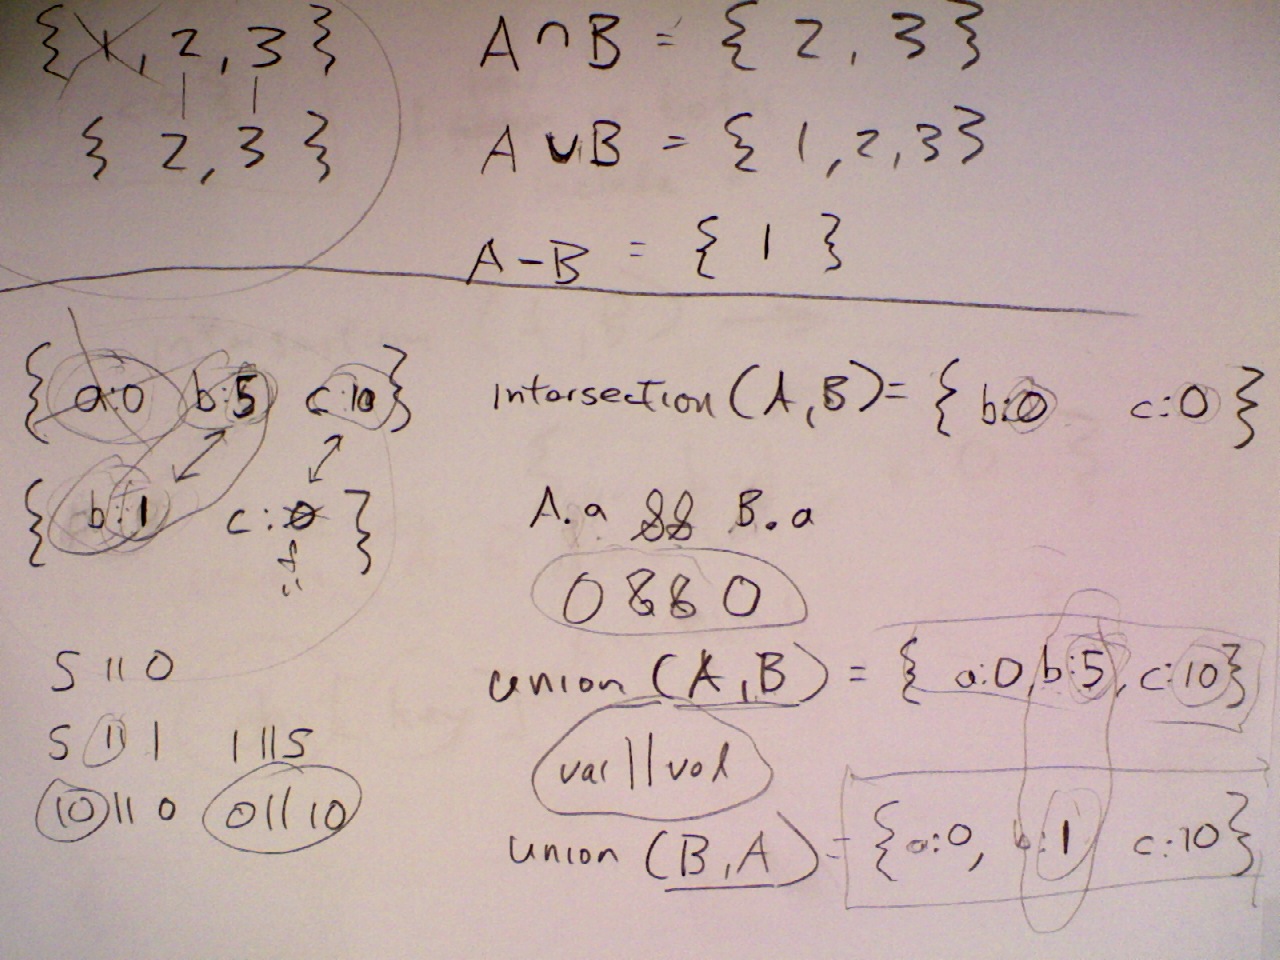 { 1, 2, 3 }
{ 2, 3 }
A ∩ B = { 2, 3 }
A ∪ B = { 1, 2, 3 }
A - B = { 1 }
{ a:0 b:5 c:10 }
{ b:1 c:0 }
intersection (A, B) = { b:0 c:0 }
A.a && B.a
0 && 0
5 || 0
5 || 1 1 || 5
10 || 0 0 || 10
union (A, B) = { a:0, b:5, c:10 }
val || val
union (B, A) = { a:0, b:1 c:10 }